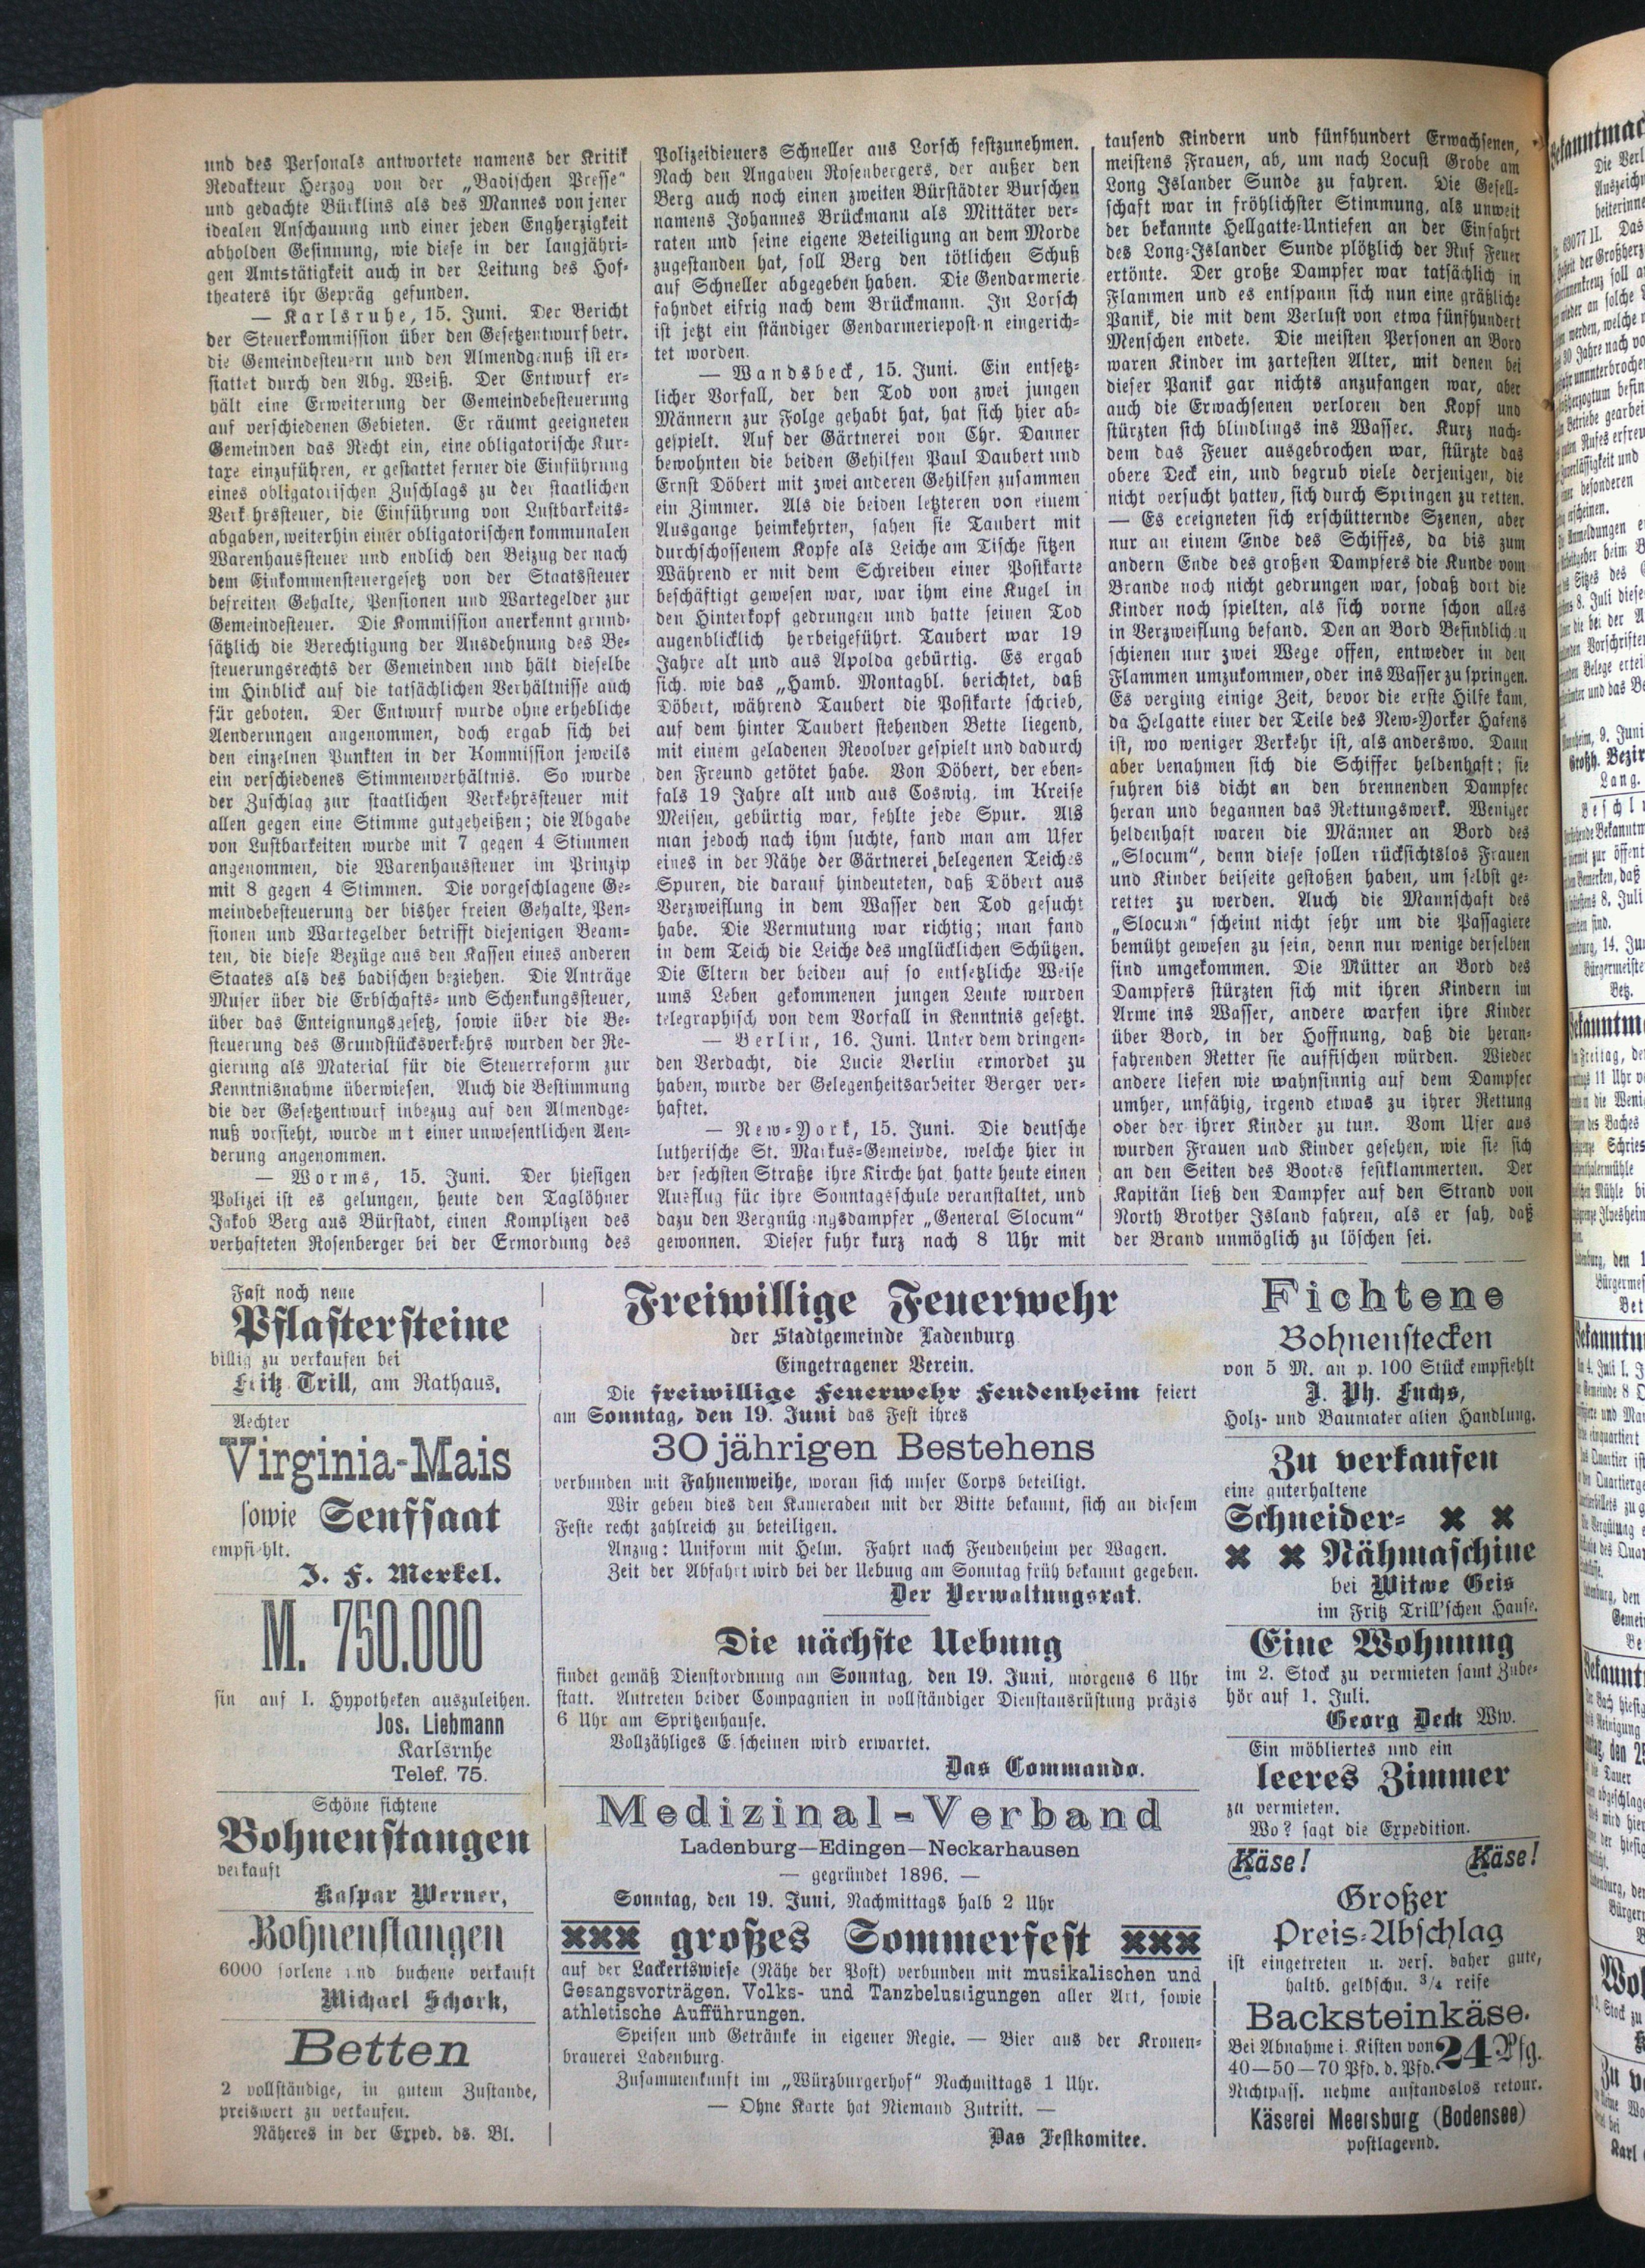 und des Personals antwortete namens der Kritik
Redakteur Herzog von der „Badischen Presse"
und gedachte Bürklins als des Mannes von jener
idealen Anschauung und einer jeden Engherzigkeit
abholden Gesinnung, wie diese in der langjähri-
gen Amtstätigkeit auch in der Leitung des Hof-
theaters ihr Gepräg gefunden.
— Karlsruhe, 15. Juni. Der Bericht
der Steuerkommission über den Gesetzentwurf betr.
die Gemeindesteuern und den Almendgenuß ist er-
stattet durch den Abg. Weiß. Der Entwurf er-
hält eine Erweiterung der Gemeindebesteuerung
auf verschiedenen Gebieten. Er räumt geeigneten
Gemeinden das Recht ein, eine obligatorische Kur-
taxe einzuführen, er gestattet ferner die Einführung
eines obligatorischen Zuschlags zu der staatlichen
Verk hrssteuer, die Einführung von Lustbarkeits-
abgaben, weiterhin einer obligatorischen kommunalen
Warenhaussteuer und endlich den Beizug der nach
dem Einkommensteuergesetz von der Staatssteuer
befreiten Gehalte, Pensionen und Wartegelder zur
Gemeindesteuer. Die Kommission anerkennt grund-
sätzlich die Berechtigung der Ausdehnung des Be-
steuerungsrechts der Gemeinden und hält dieselbe
im Hinblick auf die tatsächlichen Verhältnisse auch
für geboten. Der Entwurf wurde ohne erhebliche
Aenderungen angenommen, doch ergab sich bei
den einzelnen Punkten in der Kommission jeweils
ein verschiedenes Stimmenverhältnis. So wurde
der Zuschlag zur staatlichen Verkehrssteuer mit
allen gegen eine Stimme gutgeheißen; die Abgabe
von Lustbarkeiten wurde mit 7 gegen 4 Stimmen
angenommen, die Warenhaussteuer im Prinzip
mit 8 gegen 4 Stimmen. Die vorgeschlagene Ge-
meindebesteuerung der bisher freien Gehalte, Pen-
sionen und Wartegelder betrifft diejenigen Beam-
ten, die diese Bezüge aus den Kassen eines anderen
Staates als des badischen beziehen. Die Anträge
Muser über die Erbschafts- und Schenkungssteuer,
über das Enteignungsgesetz, sowie über die Be-
steuerung des Grundstücksverkehrs wurden der Re-
gierung als Material für die Steuerreform zur
Kenntnisnahme überwiesen. Auch die Bestimmung
die der Gesetzentwurf inbezug auf den Almendge-
nuß vorsieht, wurde m t einer unwesentlichen Aen-
derung angenommen.
— Worms, 15. Juni. Der hiesigen
Polizei ist es gelungen, heute den Taglöhner
Jakob Berg aus Bürstadt, einen Komplizen des
verhafteten Rosenberger bei der Ermordung des
Polizeidieners Schneller aus Lorsch festzunehmen.
Nach den Angaben Rosenbergers, der außer den
Berg auch noch einen zweiten Bürstädter Burschen
namens Johannes Brückmann als Mittäter ver-
raten und seine eigene Beteiligung an dem Morde
zugestanden hat, soll Berg den tötlichen Schuß
auf Schneller abgegeben haben. Die Gendarmerie
fahndet eifrig nach dem Brückmann. In Lorsch
ist jetzt ein ständiger Gendarmerieposten eingerich-
tet worden.
— Wandsbeck, 15. Juni. Ein entsetz-
licher Vorfall, der den Tod von zwei jungen
Männern zur Folge gehabt hat, hat sich hier ab-
gespielt. Auf der Gärtnerei von Chr. Danner
bewohnten die beiden Gehilfen Paul Daubert und
Ernst Döbert mit zwei anderen Gehilfen zusammen
ein Zimmer. Als die beiden letzteren von einem
Ausgange heimkehrten, sahen sie Taubert mit
durchschossenem Kopfe als Leiche am Tische sitzen
Während er mit dem Schreiben einer Postkarte
beschäftigt gewesen war, war ihm eine Kugel in
den Hinterkopf gedrungen und hatte seinen Tod
augenblicklich herbeigeführt. Taubert war 19
Jahre alt und aus Apolda gebürtig. Es ergab
sich, wie das „Hamb. Montagbl. berichtet, daß
Döbert, während Taubert die Postkarte schrieb,
auf dem hinter Taubert stehenden Bette liegend,
mit einem geladenen Revolver gespielt und dadurch
den Freund getötet habe. Von Döbert, der eben-
fals 19 Jahre alt und aus Coswig, im Kreise
Meisen, gebürtig war, fehlte jede Spur. Als
man jedoch nach ihm suchte, fand man am Ufer
eines in der Nähe der Gärtnerei belegenen Teiches
Spuren, die darauf hindeuteten, daß Döbert aus
Verzweiflung in dem Wasser den Tod gesucht
habe. Die Vermutung war richtig; man fand
in dem Teich die Leiche des unglücklichen Schützen.
Die Eltern der beiden auf so entsetzliche Weise
ums Leben gekommenen jungen Leute wurden
telegraphisch von dem Vorfall in Kenntnis gesetzt.
— Berlin, 16. Juni. Unter dem dringen-
den Verdacht, die Lucie Berlin ermordet zu
haben, wurde der Gelegenheitsarbeiter Berger ver-
haftet.
— New-York, 15. Juni. Die deutsche
lutherische St. Markus-Gemeinde, welche hier in
der sechsten Straße ihre Kirche hat hatte heute einen
Ausflug für ihre Sonntagsschule veranstaltet, und
dazu den Vergnügungsdampfer „General Slocum"
gewonnen. Dieser fuhr kurz nach 8 Uhr mit
tausend Kindern und fünfhundert Erwachsenen,
meistens Frauen, ab, um nach Locust Grobe am
Long Islander Sunde zu fahren. Die Gesell-
schaft war in fröhlichster Stimmung, als unweit
der bekannte Hellgatte-Untiefen an der Einfahrt
des Long-Islander Sunde plötzlich der Ruf Feuer
ertönte. Der große Dampfer war tatsächlich in
Flammen und es entspann sich nun eine gräßliche
Panik, die mit dem Verlust von etwa fünfhundert
Menschen endete. Die meisten Personen an Bord
waren Kinder im zartesten Alter, mit denen bei
dieser Panik gar nichts anzufangen war, aber
auch die Erwachsenen verloren den Kopf und
stürzten sich blindlings ins Wasser. Kurz nach-
dem das Feuer ausgebrochen war, stürzte das
obere Deck ein, und begrub viele derjenigen, die
nicht versucht hatten, sich durch Springen zu retten.
— Es ereigneten sich erschütternde Szenen, aber
nur an einem Ende des Schiffes, da bis zum
andern Ende des großen Dampfers die Kunde vom
Brande noch nicht gedrungen war, sodaß dort die
Kinder noch spielten, als sich vorne schon alles
in Verzweiflung befand. Den an Bord Befindlichen
schienen nur zwei Wege offen, entweder in den
Flammen umzukommen, oder ins Wasser zu springen.
Es verging einige Zeit, bevor die erste Hilfe kam,
da Helgatte einer der Teile des New-Yorker Hafens
ist, wo weniger Verkehr ist, als anderswo. Dann
aber benahmen sich die Schiffer heldenhaft; sie
fuhren bis dicht an den brennenden Dampfer
heran und begannen das Rettungswerk. Weniger
heldenhaft waren die Männer an Bord des
„Slocum", denn diese sollen rücksichtslos Frauen
und Kinder beiseite gestoßen haben, um selbst ge-
rettet zu werden. Auch die Mannschaft des
„Slocum" scheint nicht sehr um die Passagiere
bemüht gewesen zu sein, denn nur wenige derselben
sind umgekommen. Die Mütter an Bord des
Dampfers stürzten sich mit ihren Kindern im
Arme ins Wasser, andere warfen ihre Kinder
über Bord, in der Hoffnung, daß die heran-
fahrenden Retter sie auffischen würden. Wieder
andere liefen wie wahnsinnig auf dem Dampfer
umher, unfähig, irgend etwas zu ihrer Rettung
oder der ihrer Kinder zu tun. Vom Ufer aus
wurden Frauen und Kinder gesehen, wie sie sich
an den Seiten des Bootes festklammerten. Der
Kapitän ließ den Dampfer auf den Strand von
North Brother Island fahren, als er sah, daß
der Brand unmöglich zu löschen sei.
Fast noch neue
Pflastersteine
billig zu verkaufen bei
Fritz Trill, am Rathaus.
Aechter
Virginia-Mais
sowie Senfsaat
empfiehlt.
J. F. Merkel.
M. 750.000
sin auf I. Hypotheken auszuleihen.
Jos. Liebmann
Karlsruhe
Telef. 75.
Schöne fichtene
Bohnenstangen
verkauft
Kaspar Werner,
Bohnenstangen
6000 forlene und buchene verkauft
Michael Schork,
Betten
2 vollständige, in gutem Zustande,
preiswert zu verkaufen.
Näheres in der Exped. ds. Bl.
Freiwillige Feuerwehr
der Stadtgemeinde Ladenburg.
Eingetragener Verein.
Die freiwillige Feuerwehr Feudenheim feiert
am Sonntag, den 19. Juni das Fest ihres
30jährigen Bestehens
verbunden mit Fahnenweihe, woran sich unser Corps beteiligt.
Wir geben dies den Kameraden mit der Bitte bekannt, sich an diesem
Feste recht zahlreich zu beteiligen.
Anzug: Uniform mit Helm. Fahrt nach Feudenheim per Wagen.
Zeit der Abfahrt wird bei der Uebung am Sonntag früh bekannt gegeben.
Der Verwaltungsrat.
Die nächste Uebung
findet gemäß Dienstordnung am Sonntag, den 19. Juni, morgens 6 Uhr
statt. Antreten beider Compagnien in vollständiger Dienstausrüstung präzis
6 Uhr am Spritzenhause.
Vollzähliges Erscheinen wird erwartet.
Das Commando.
Medizinal-Verband
Ladenburg—Edingen—Neckarhausen
— gegründet 1896. —
Sonntag, den 19. Juni, Nachmittags halb 2 Uhr
großes Sommerfest
auf der Lackertswiese (Nähe der Post) verbunden mit musikalischen und
Gesangsvorträgen, Volks- und Tanzbelustigungen aller Art, sowie
athletische Aufführungen.
Speisen und Getränke in eigener Regie. — Bier aus der Kronen-
brauerei Ladenburg.
Zusammenkunft im „Würzburgerhof" Nachmittags 1 Uhr.
— Ohne Karte hat Niemand Zutritt. —
Das Festkomitee.
Fichtene
Bohnenstecken
von 5 M. an p. 100 Stück empfiehlt
J. Ph. Fuchs,
Holz- und Baumater alien Handlung.
Zu verkaufen
eine guterhaltene
Schneider-
Nähmaschine
bei Witwe Geis
im Fritz Trill'schen Hause.
Eine Wohnung
im 2. Stock zu vermieten samt Zube-
hör auf 1. Juli.
Georg Deck Ww.
Ein möbliertes und ein
leeres Zimmer
zu vermieten.
Wo? sagt die Expedition.
Käse! Käse!
Großer
Preis-Abschlag
ist eingetreten u. vers. daher gute,
haltb. geldschn. 3/4 reife
Backsteinkäse.
Bei Abnahme i. Kisten von
40—50—70 Pfd. d. Pfd. 24 Pfg.
Nichtpass. nehme anstandslos retour.
Käserei Meersburg (Bodensee)
postlagernd.